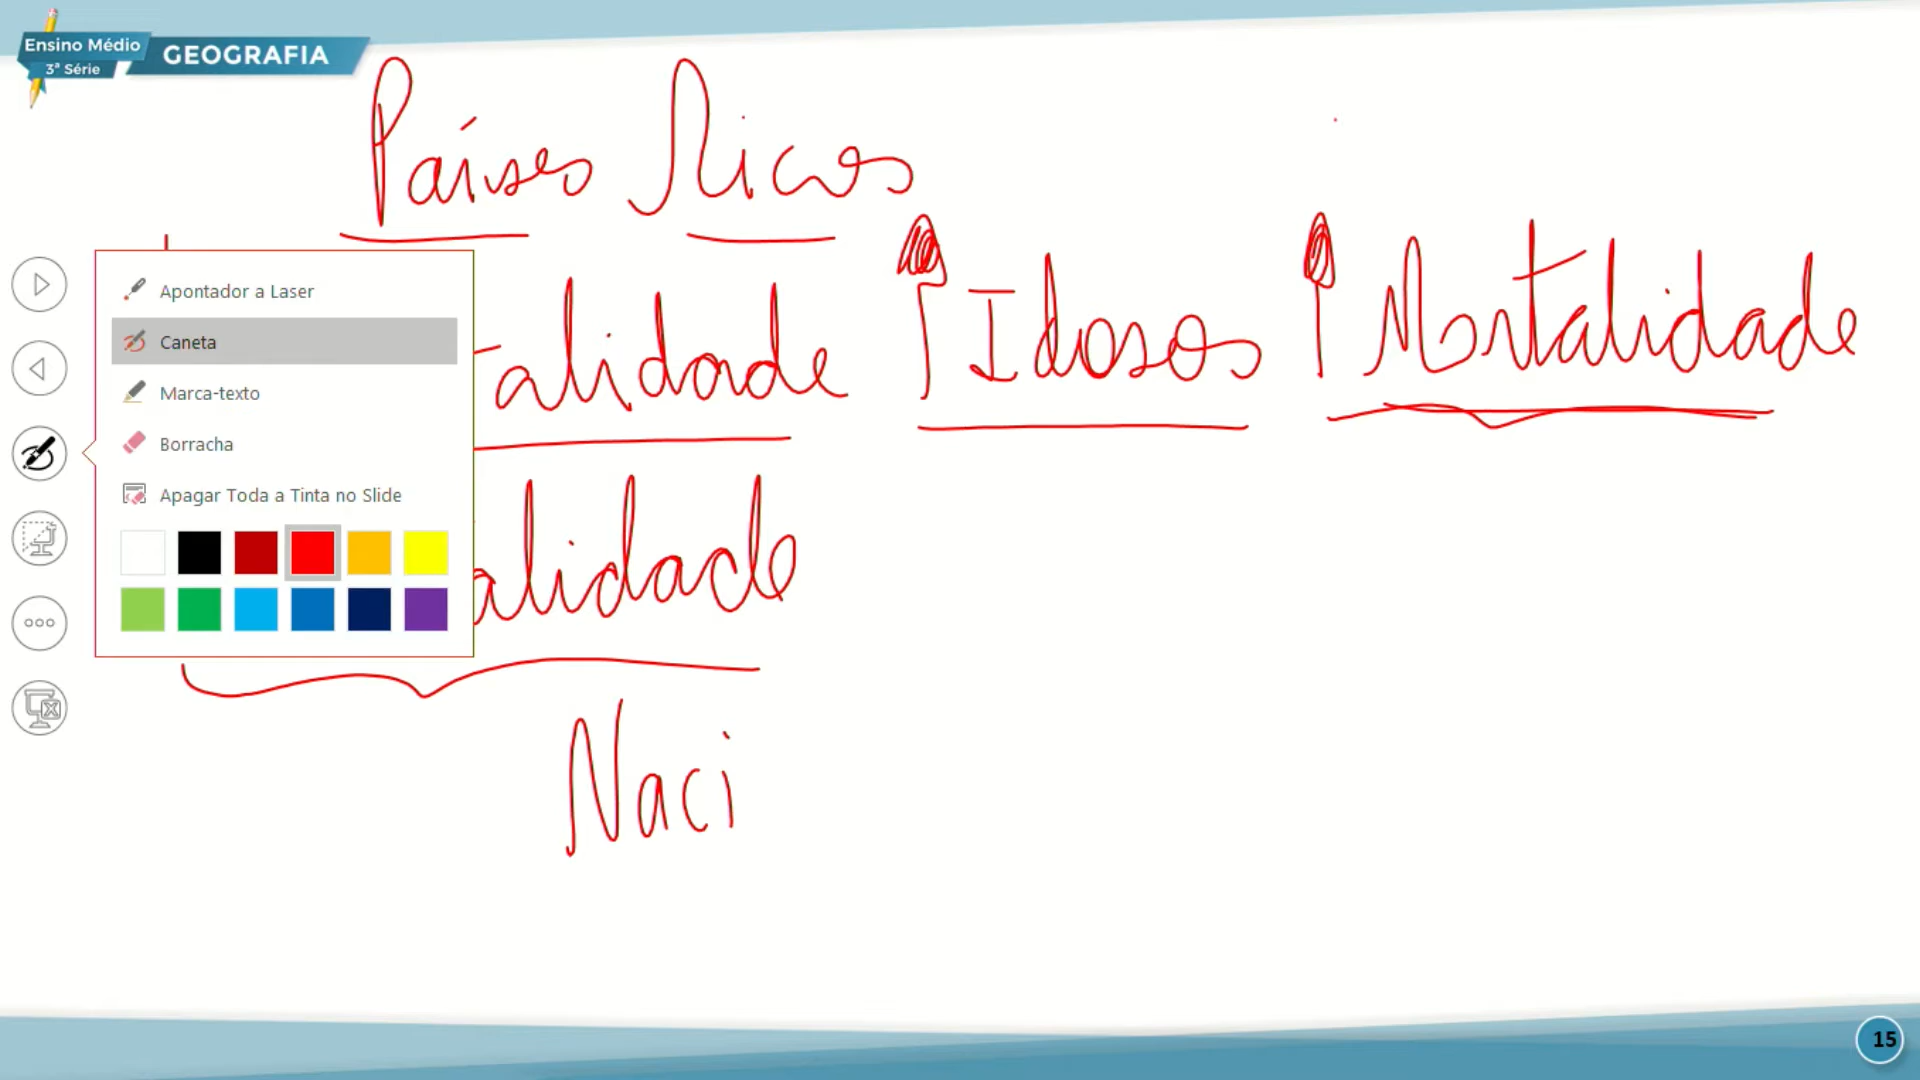 Ensino Médio
3ª Série
GEOGRAFIA
Países Ricos
Apontador a Laser
Caneta
Marca-texto
Borracha
Apagar Toda a Tinta no Slide
talidade Idosos Mortalidade
alidade
Naci
15